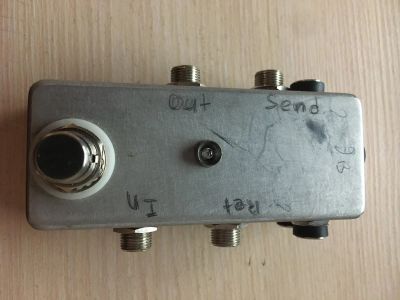 Out
Send
In
Ret